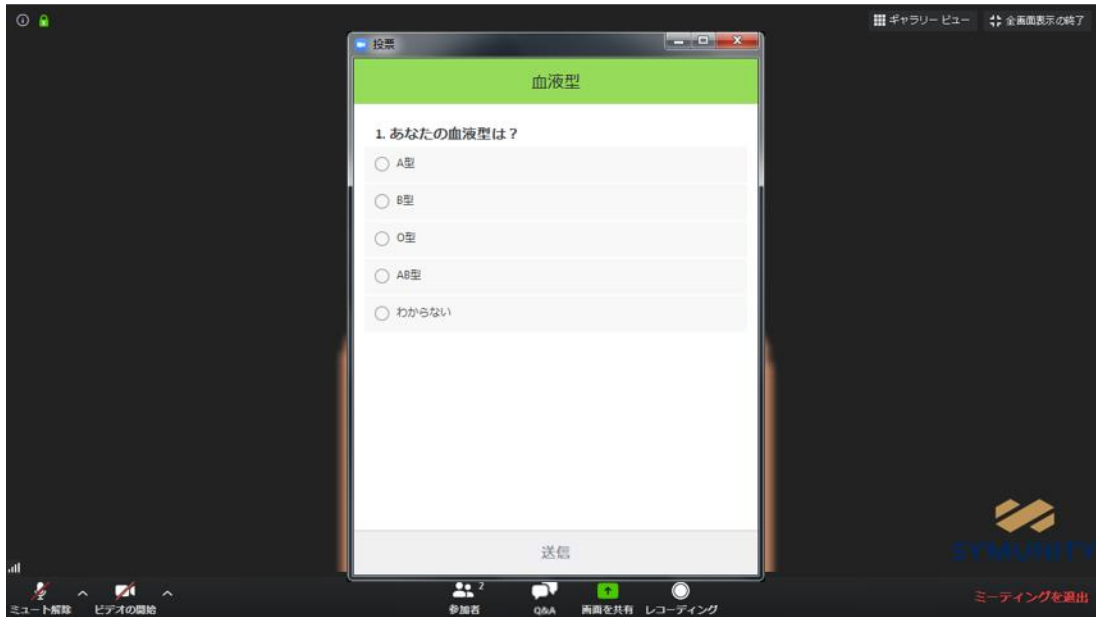 ギャラリー ビュー
全画面表示の終了
投票
血液型
1. あなたの血液型は？
A型
B型
O型
AB型
わからない
送信
SYMUNITY
ミュート解除
ビデオの開始
2
参加者
Q&A
画面を共有
レコーディング
ミーティングを退出